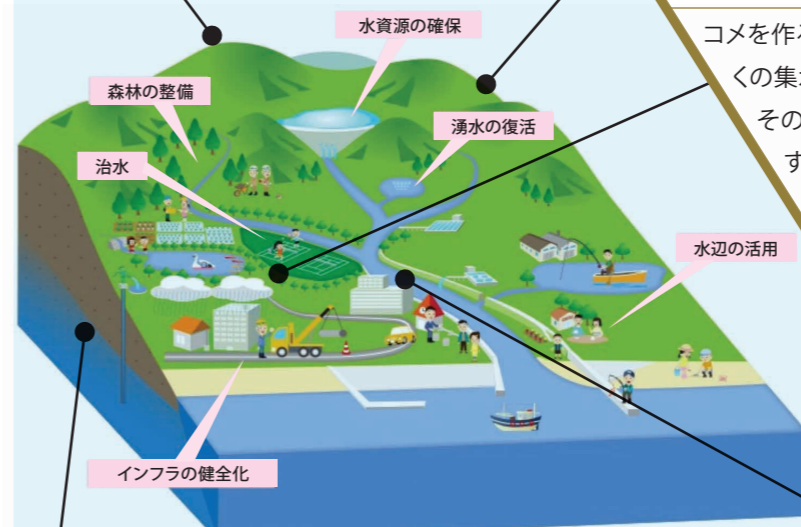 水資源の確保
コメを作る
くの集
その
す
森林の整備
湧水の復活
治水
水辺の活用
インフラの健全化